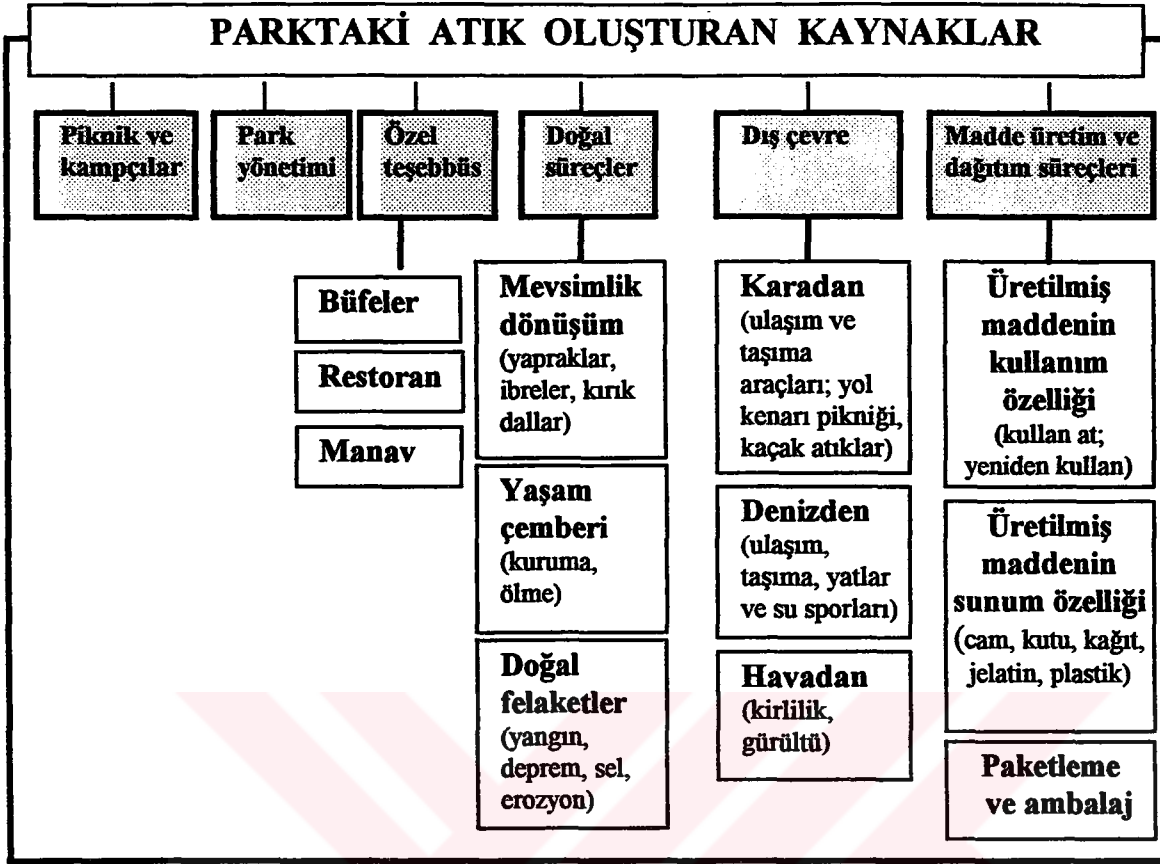 PARKTAKİ ATIK OLUŞTURAN KAYNAKLAR
Piknik ve
kampçılar
Park
yönetimi
Özel
teşebbüs
Doğal
süreçler
Dış çevre
Madde üretim ve
dağıtım süreçleri
Büfeler
Restoran
Manav
Mevsimlik
dönüşüm
(yapraklar,
ibreler, kırık
dallar)
Yaşam
çemberi
(kuruma,
ölme)
Doğal
felaketler
(yangın,
deprem, sel,
erozyon)
Karadan
(ulaşım ve
taşıma
araçları; yol
kenarı pikniği,
kaçak atıklar)
Denizden
(ulaşım,
taşıma, yatlar
ve su sporları)
Havadan
(kirlilik,
gürültü)
Üretilmiş
maddenin
kullanım
özelliği
(kullan at;
yeniden kullan)
Üretilmiş
maddenin
sunum özelliği
(cam, kutu, kağıt,
jelatin, plastik)
Paketleme
ve ambalaj